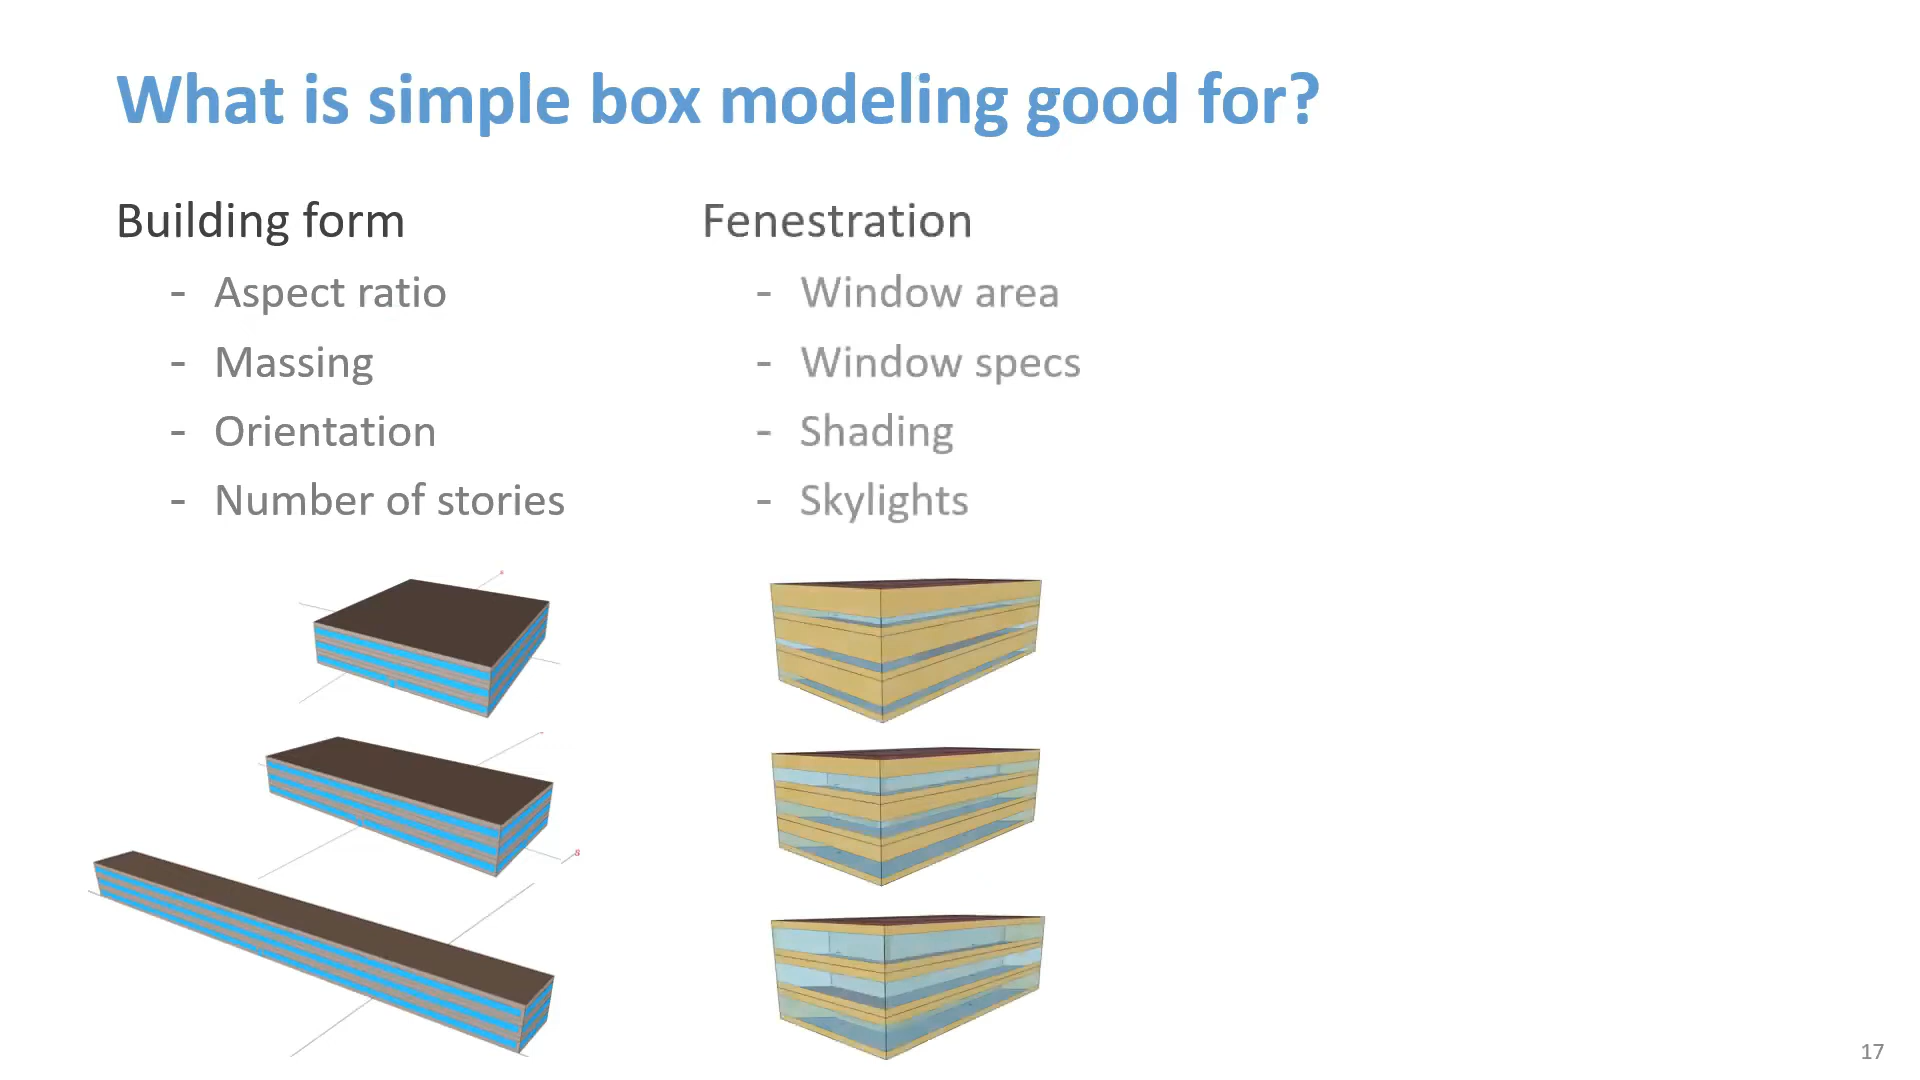 What is simple box modeling good for?
Building form
- Aspect ratio
- Massing
- Orientation
- Number of stories
Fenestration
- Window area
- Window specs
- Shading
- Skylights
S
17